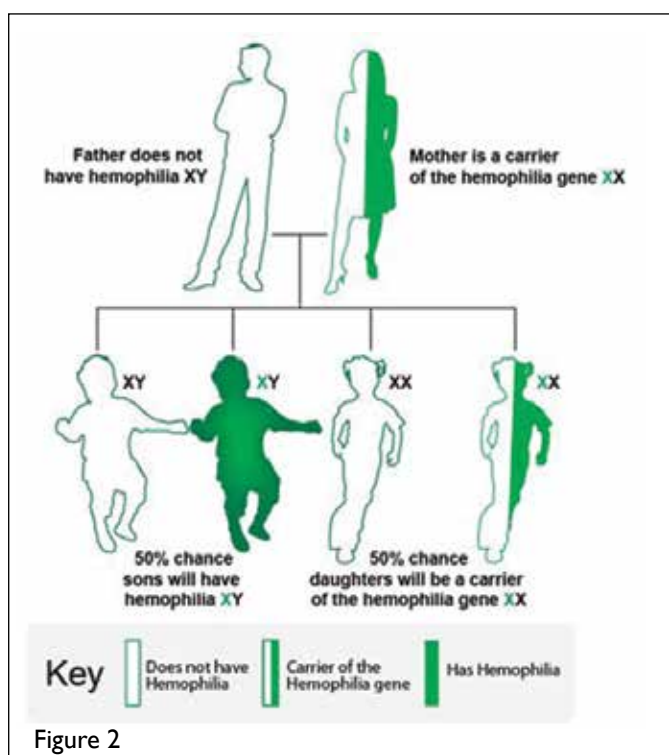 Father does not
have hemophilia XY
Mother is a carrier
of the hemophilia gene XX
XY
XY
XX
XX
50% chance
sons will have
hemophilia XY
50% chance
daughters will be a carrier
of the hemophilia gene XX
Key
Does not have
Hemophilia
Carrier of the
Hemophilia gene
Has Hemophilia
Figure 2